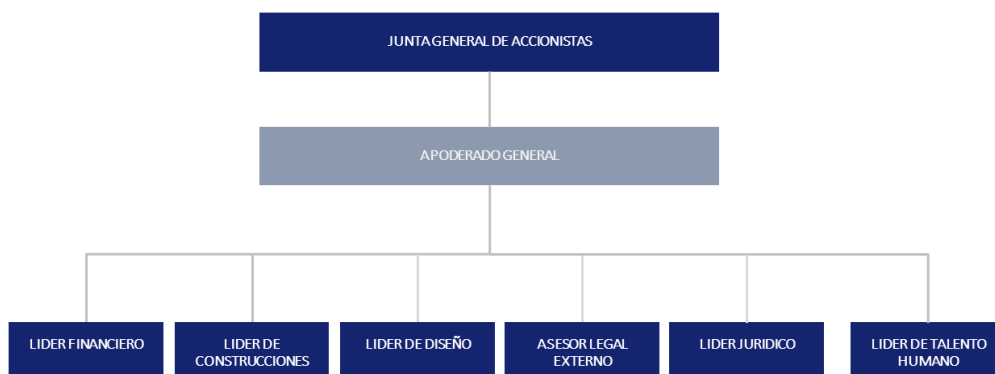 JUNTA GENERAL DE ACCIONISTAS
APODERADO GENERAL
LIDER FINANCIERO
LIDER DE
CONSTRUCCIONES
LIDER DE DISEÑO
ASESOR LEGAL
EXTERNO
LIDER JURIDICO
LIDER DE TALENTO
HUMANO